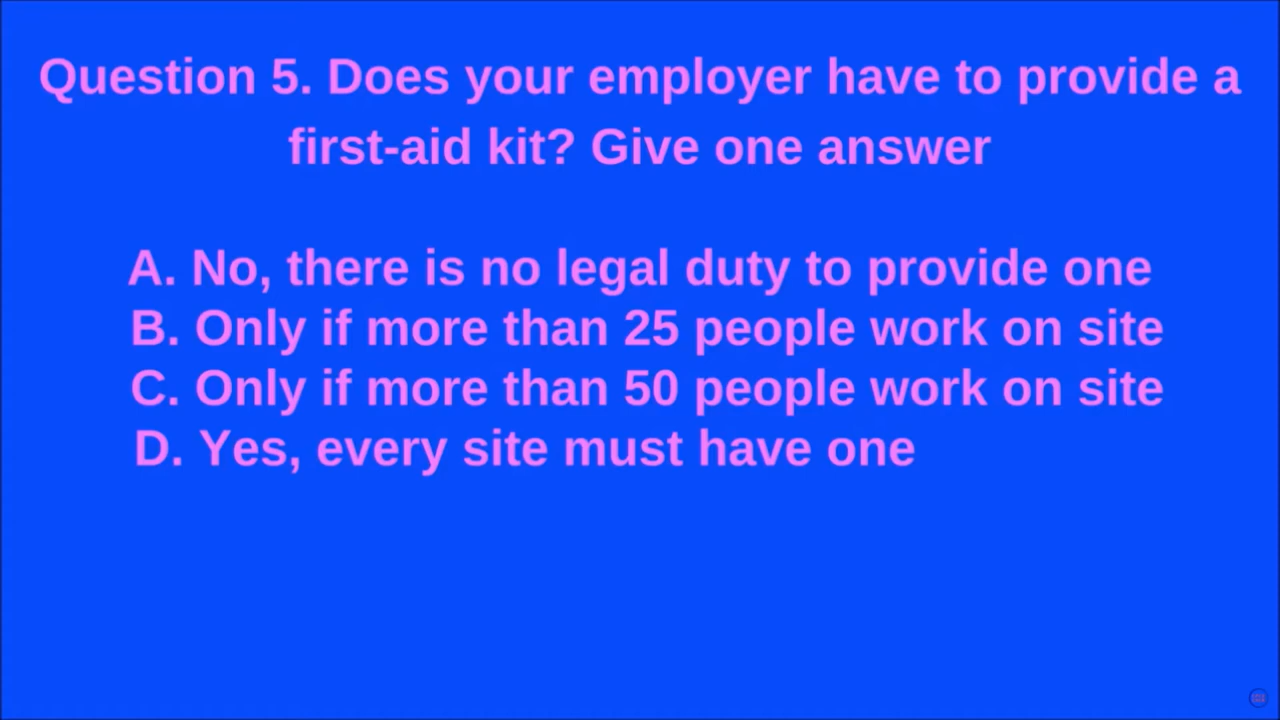 Question 5. Does your employer have to provide a
first-aid kit? Give one answer
A. No, there is no legal duty to provide one
B. Only if more than 25 people work on site
C. Only if more than 50 people work on site
D. Yes, every site must have one